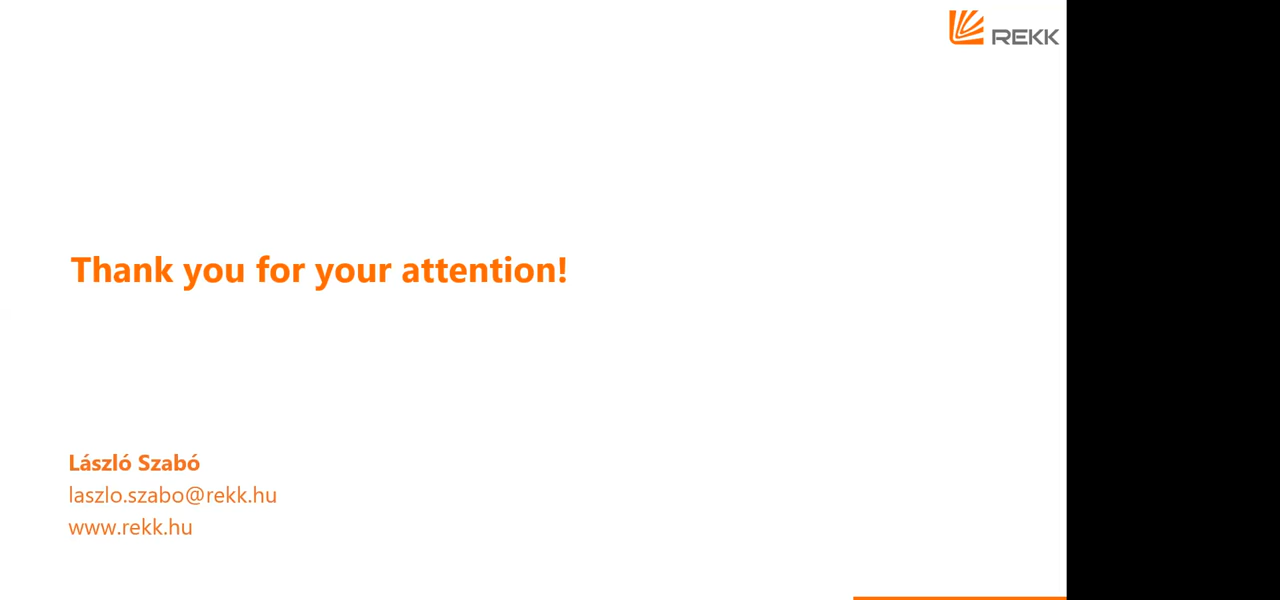 REKK
Thank you for your attention!
László Szabó
laszlo.szabo@rekk.hu
www.rekk.hu